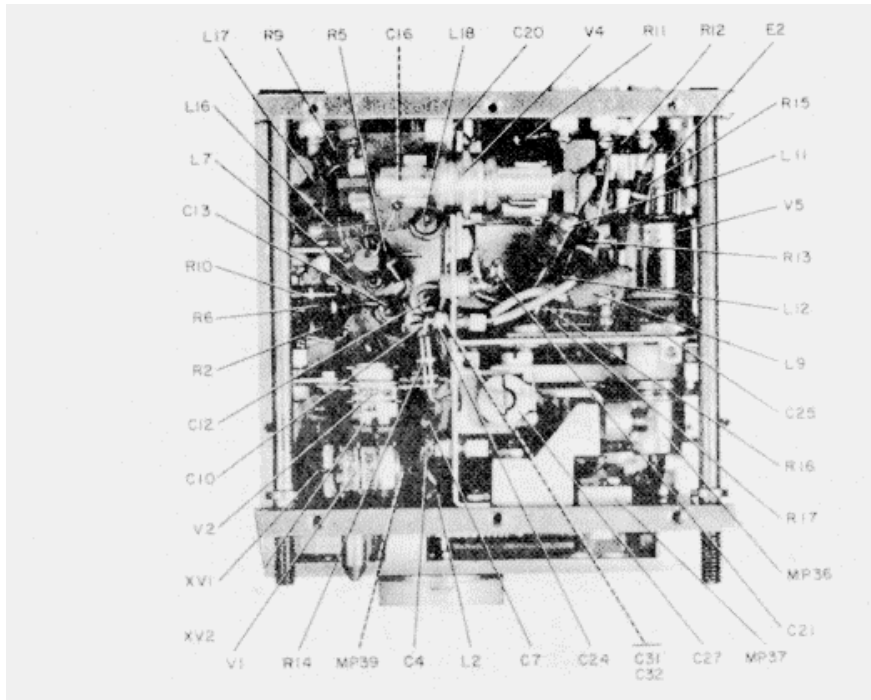 L17 R9 R5 C16 L18 C20 V4 R11 R12 E2
L16
L7
C13
R10
R6
R2
C12
C10
V2
XV1
XV2
R15
L11
V5
R13
L12
L9
C25
R16
R17
MP36
C21
V1 R14 MP39 C4 L2 C7 C24 C31 C27 MP37
C32